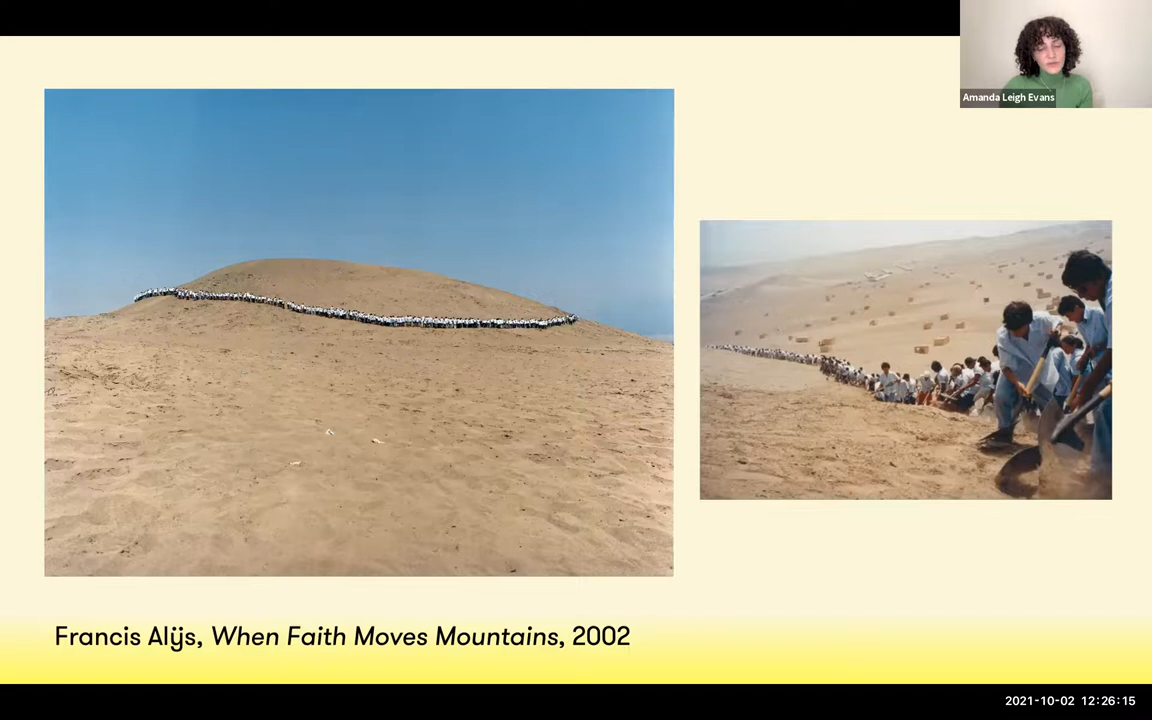 Amanda Leigh Evans
Francis Alÿs, When Faith Moves Mountains, 2002
2021-10-02 12:26:15